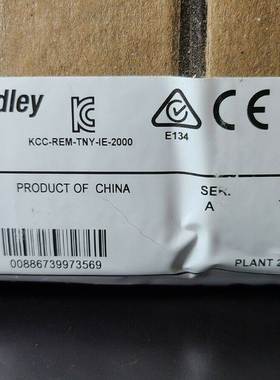 dley
KCC-REM-TNY-IE-2000
E134
CE
PRODUCT OF CHINA
SER.
A
00886739973569
PLANT 2